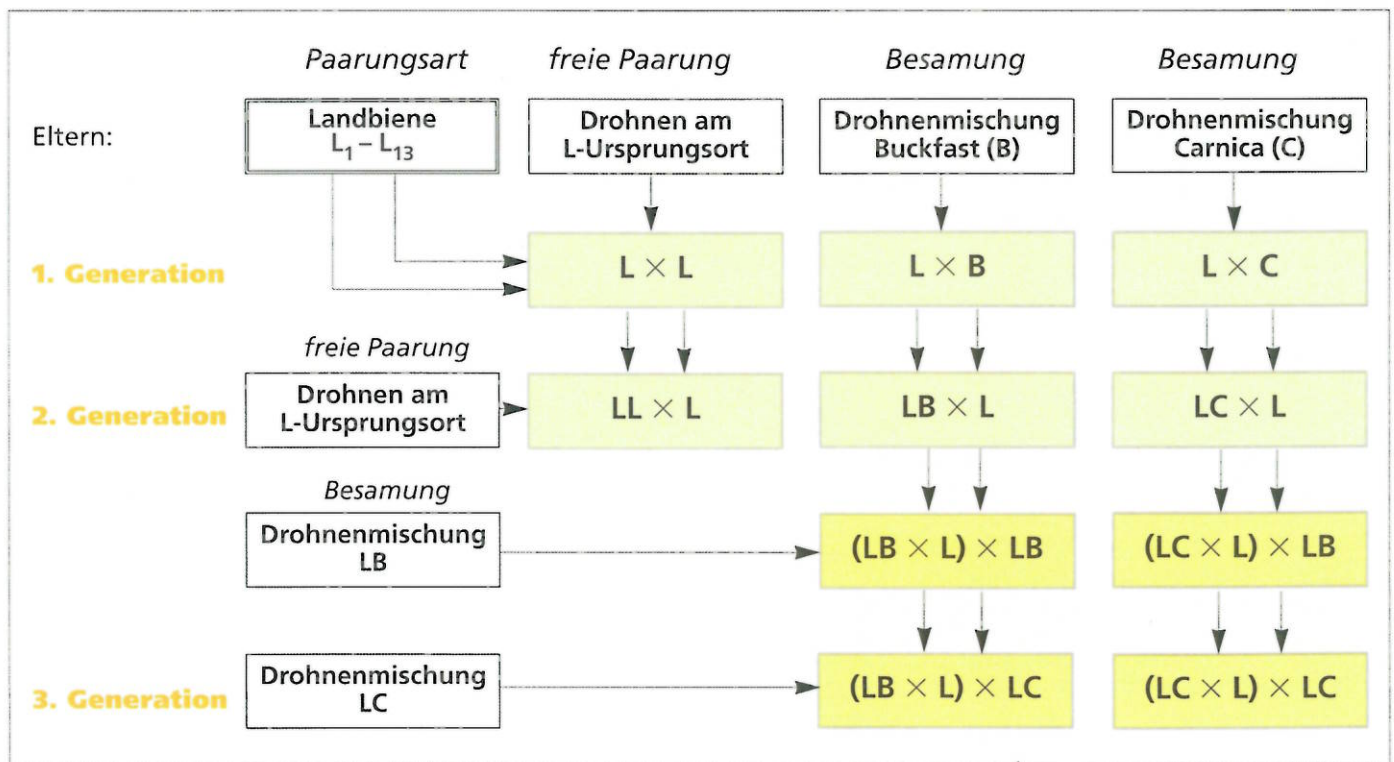 Paarungsart freie Paarung Besamung Besamung
Eltern:
Landbiene
L₁ – L₁₃
Drohnen am
L-Ursprungsort
Drohnenmischung
Buckfast (B)
Drohnenmischung
Carnica (C)
1. Generation
L × L
L × B
L × C
freie Paarung
2. Generation
Drohnen am
L-Ursprungsort
LL × L
LB × L
LC × L
Besamung
Drohnenmischung
LB
(LB × L) × LB
(LC × L) × LB
3. Generation
Drohnenmischung
LC
(LB × L) × LC
(LC × L) × LC